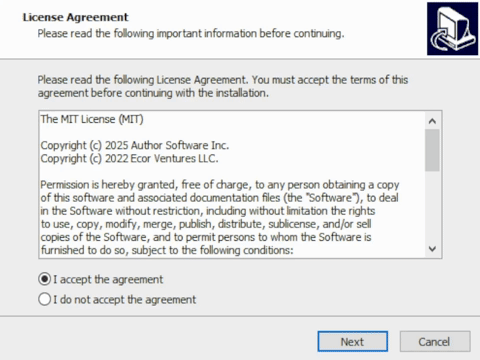 License Agreement
Please read the following important information before continuing.
Please read the following License Agreement. You must accept the terms of this
agreement before continuing with the installation.
The MIT License (MIT)
Copyright (c) 2025 Author Software Inc.
Copyright (c) 2022 Ecor Ventures LLC.
Permission is hereby granted, free of charge, to any person obtaining a copy
of this software and associated documentation files (the "Software"), to deal
in the Software without restriction, including without limitation the rights
to use, copy, modify, merge, publish, distribute, sublicense, and/or sell
copies of the Software, and to permit persons to whom the Software is
furnished to do so, subject to the following conditions:
I accept the agreement
I do not accept the agreement
Next
Cancel